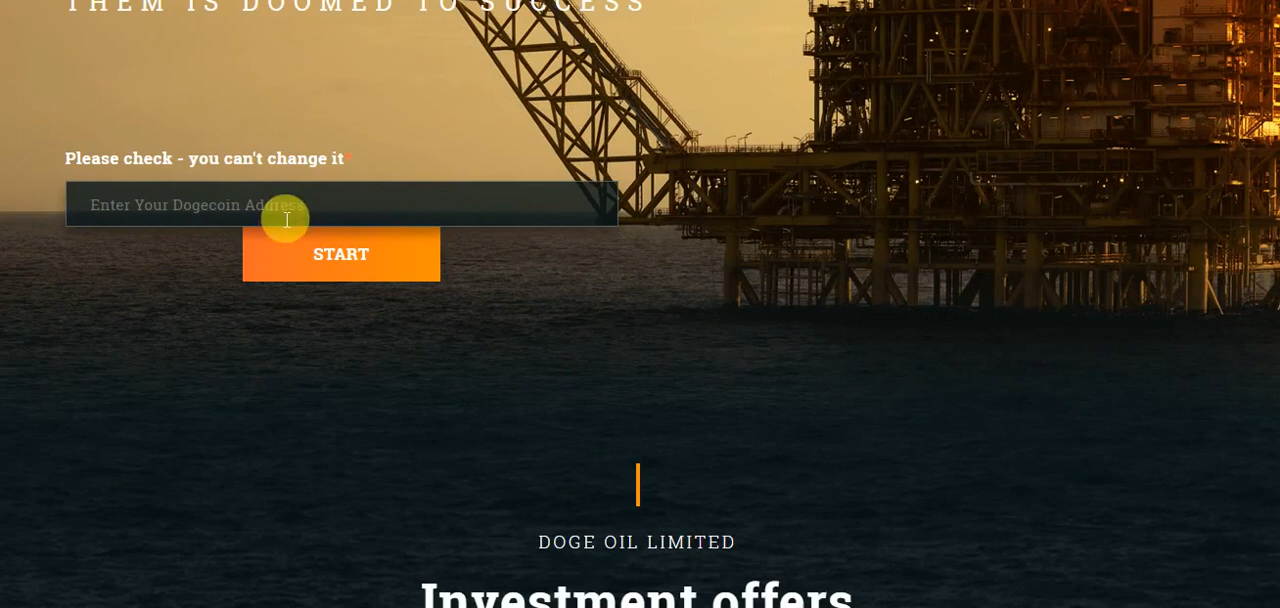 THEM IS DOOMED TO SUCCESS
Please check - you can't change it*
Enter Your Dogecoin Address
START
DOGE OIL LIMITED
Investment offers